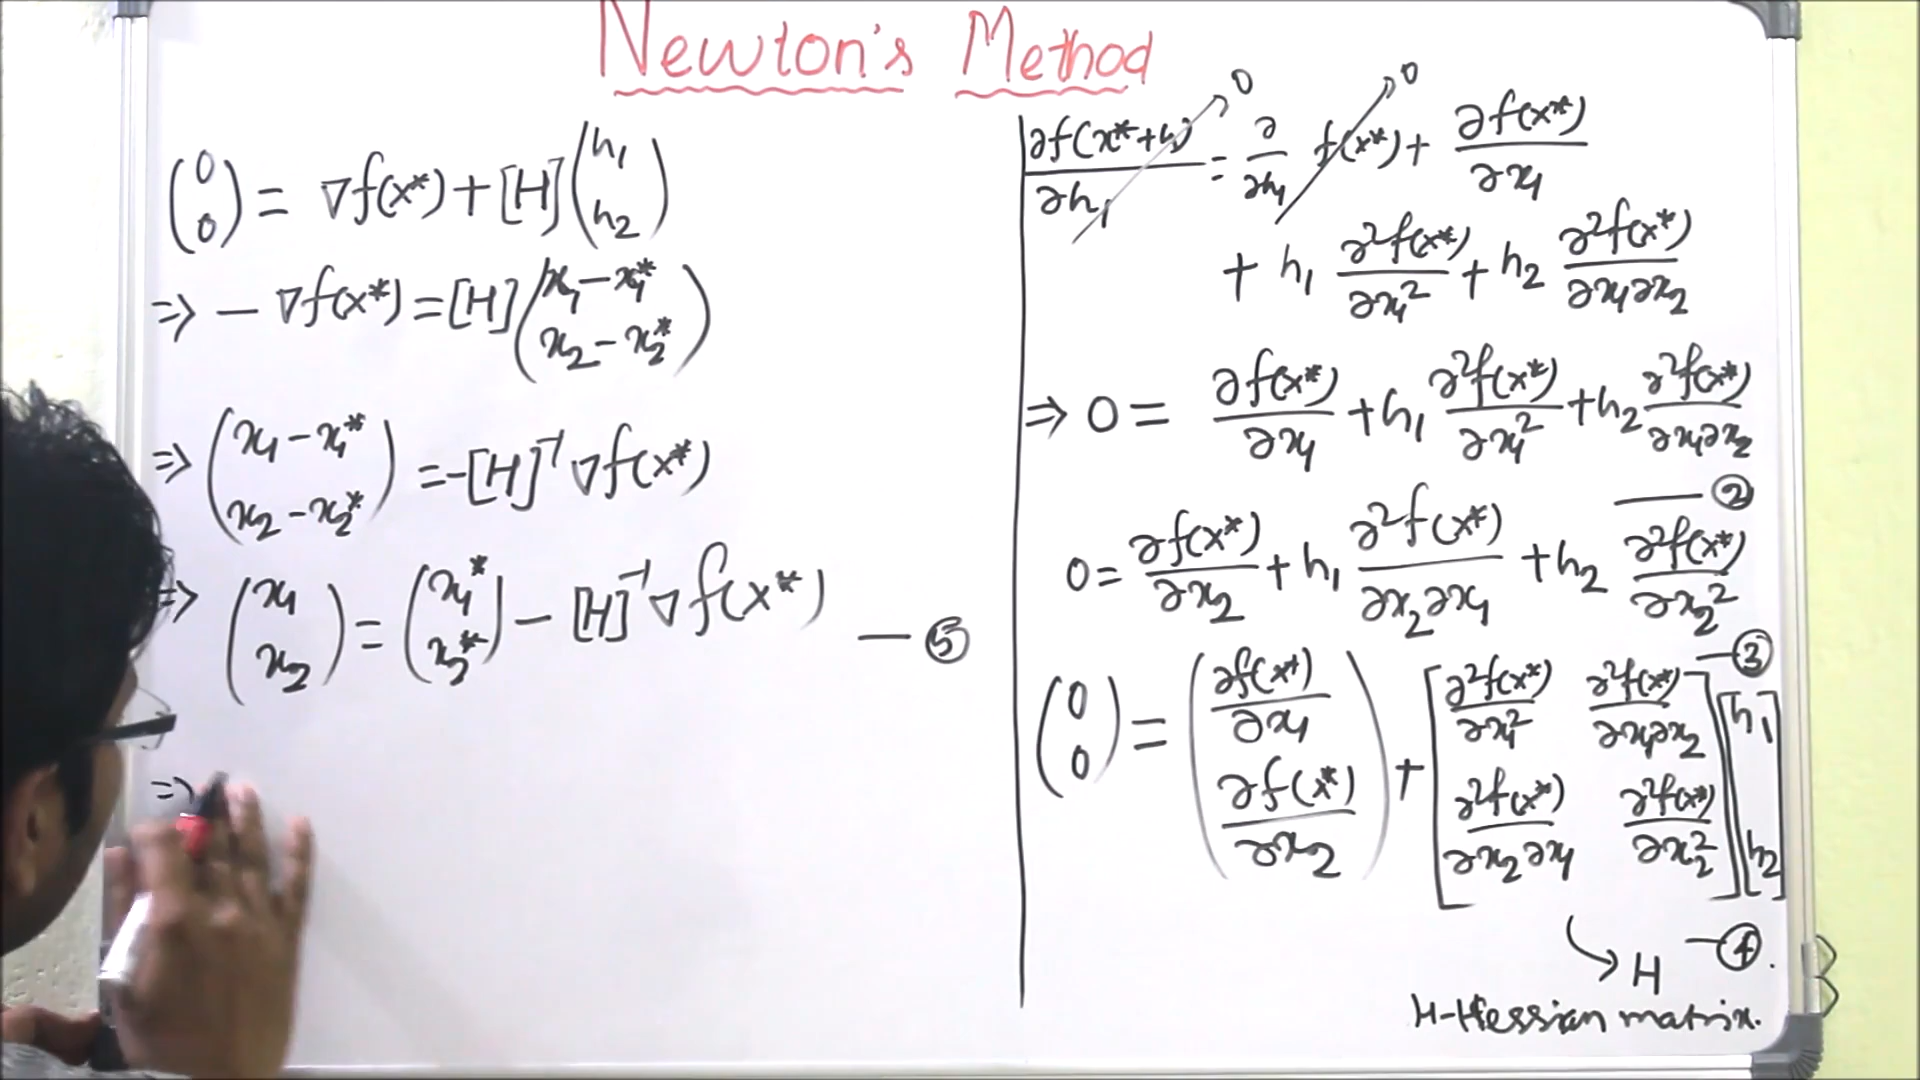 Newton's Method
(0 0) = ∇f(x*) + [H] (h₁ h₂)
⇒ - ∇f(x*) = [H] (x₁ - x₁* x₂ - x₂*)
⇒ (x₁ - x₁* x₂ - x₂*) = -[H]⁻¹ ∇f(x*)
⇒ (x₁ x₂) = (x₁* x₂*) - [H]⁻¹ ∇f(x*) — ⑤
⇒
∂f(x*+h)/∂h₁ →0 = ∂/∂h₁ f(x*) →0 + ∂f(x*)/∂x₁
+ h₁ ∂²f(x*)/∂x₁² + h₂ ∂²f(x*)/∂x₁∂x₂
⇒ 0 = ∂f(x*)/∂x₁ + h₁ ∂²f(x*)/∂x₁² + h₂ ∂²f(x*)/∂x₁∂x₂
— ②
0 = ∂f(x*)/∂x₂ + h₁ ∂²f(x*)/∂x₂∂x₁ + h₂ ∂²f(x*)/∂x₂²
— ③
(0 0) = (∂f(x*)/∂x₁ ∂f(x*)/∂x₂) + [∂²f(x*)/∂x₁² ∂²f(x*)/∂x₁∂x₂ ∂²f(x*)/∂x₂∂x₁ ∂²f(x*)/∂x₂²] [h₁ h₂]
→ H — ④.
H-Hessian matrix.